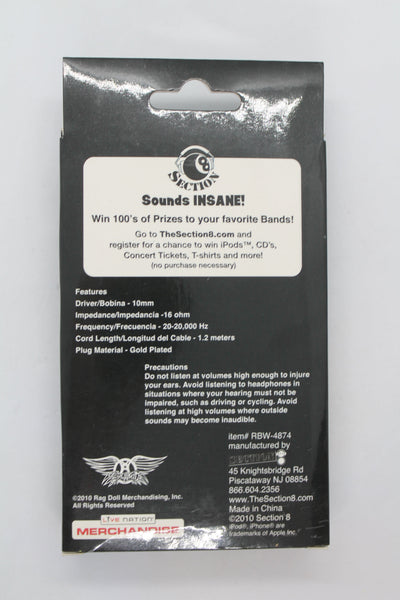 8
SECTION
Sounds INSANE!
Win 100's of Prizes to your favorite Bands!
Go to TheSection8.com and
register for a chance to win iPods™, CD's,
Concert Tickets, T-shirts and more!
(no purchase necessary)
Features
Driver/Bobina - 10mm
Impedance/Impedancia -16 ohm
Frequency/Frecuencia - 20-20,000 Hz
Cord Length/Longitud del Cable - 1.2 meters
Plug Material - Gold Plated
Precautions
Do not listen at volumes high enough to injure
your ears. Avoid listening to headphones in
situations where your hearing must not be
impaired, such as driving or cycling. Avoid
listening at high volumes where outside
sounds may become inaudible.
item# RBW-4874
manufactured by
SECTION 8
45 Knightsbridge Rd
Piscataway NJ 08854
866.604.2356
www.TheSection8.com
Made in China
©2010 Section 8
iPod®, iPhone® are
trademarks of Apple Inc.
AEROSMITH
©2010 Rag Doll Merchandising, Inc.
All Rights Reserved
LIVE NATION
MERCHANDISE